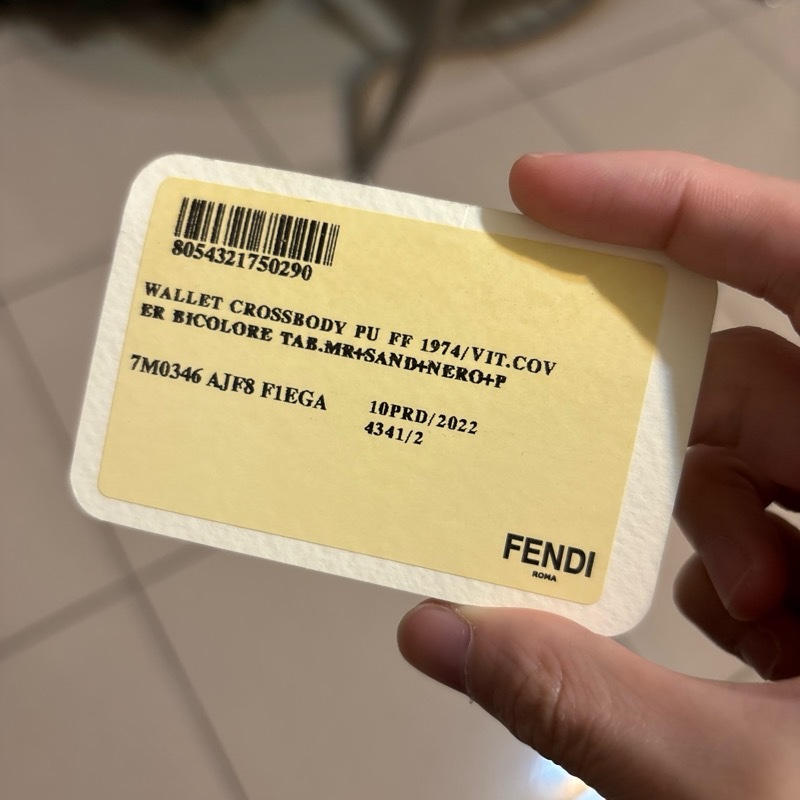 8054321750290
WALLET CROSSBODY PU FF 1974/VIT.COV
ER BICOLORE TAB.MR+SAND+NERO+P
7M0346 AJF8 F1EGA
10PRD/2022
4341/2
FENDI
ROMA